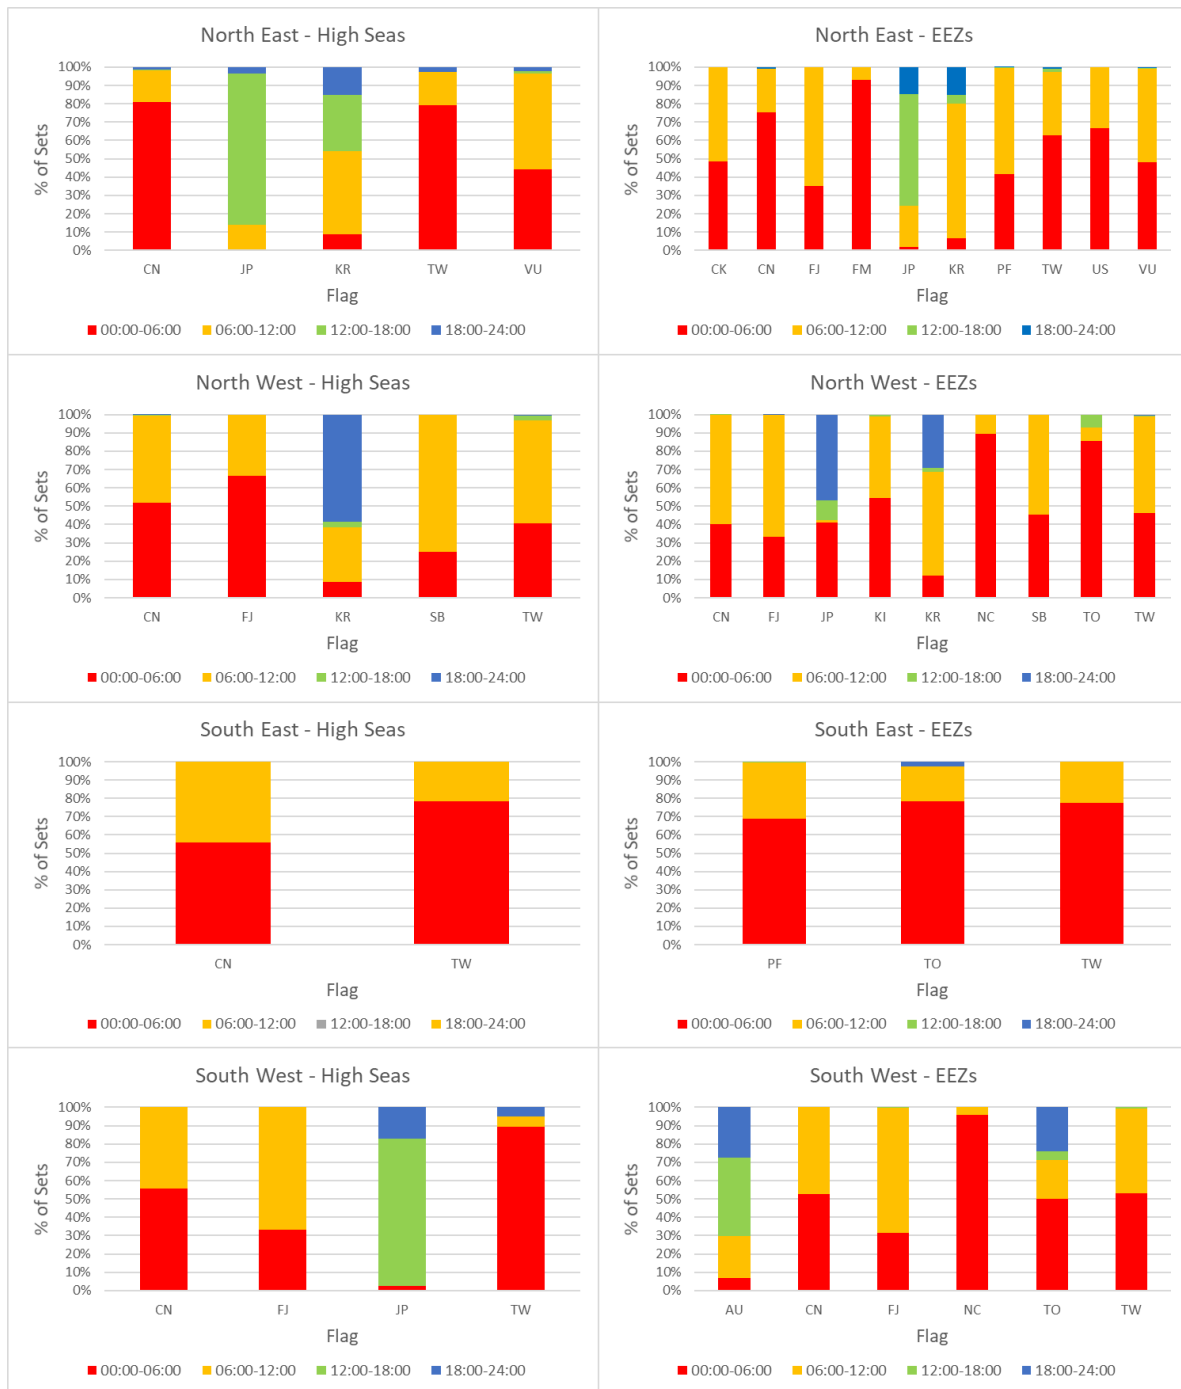 North East - High Seas
100%
90%
80%
70%
60%
50%
40%
30%
20%
10%
0%
% of Sets
CN JP KR TW VU
Flag
00:00-06:00 06:00-12:00 12:00-18:00 18:00-24:00
North East - EEZs
100%
90%
80%
70%
60%
50%
40%
30%
20%
10%
0%
% of Sets
CK CN FJ FM JP KR PF TW US VU
Flag
00:00-06:00 06:00-12:00 12:00-18:00 18:00-24:00
North West - High Seas
100%
90%
80%
70%
60%
50%
40%
30%
20%
10%
0%
% of Sets
CN FJ KR SB TW
Flag
00:00-06:00 06:00-12:00 12:00-18:00 18:00-24:00
North West - EEZs
100%
90%
80%
70%
60%
50%
40%
30%
20%
10%
0%
% of Sets
CN FJ JP KI KR NC SB TO TW
Flag
00:00-06:00 06:00-12:00 12:00-18:00 18:00-24:00
South East - High Seas
100%
90%
80%
70%
60%
50%
40%
30%
20%
10%
0%
% of Sets
CN TW
Flag
00:00-06:00 06:00-12:00 12:00-18:00 18:00-24:00
South East - EEZs
100%
90%
80%
70%
60%
50%
40%
30%
20%
10%
0%
% of Sets
PF TO TW
Flag
00:00-06:00 06:00-12:00 12:00-18:00 18:00-24:00
South West - High Seas
100%
90%
80%
70%
60%
50%
40%
30%
20%
10%
0%
% of Sets
CN FJ JP TW
Flag
00:00-06:00 06:00-12:00 12:00-18:00 18:00-24:00
South West - EEZs
100%
90%
80%
70%
60%
50%
40%
30%
20%
10%
0%
% of Sets
AU CN FJ NC TO TW
Flag
00:00-06:00 06:00-12:00 12:00-18:00 18:00-24:00